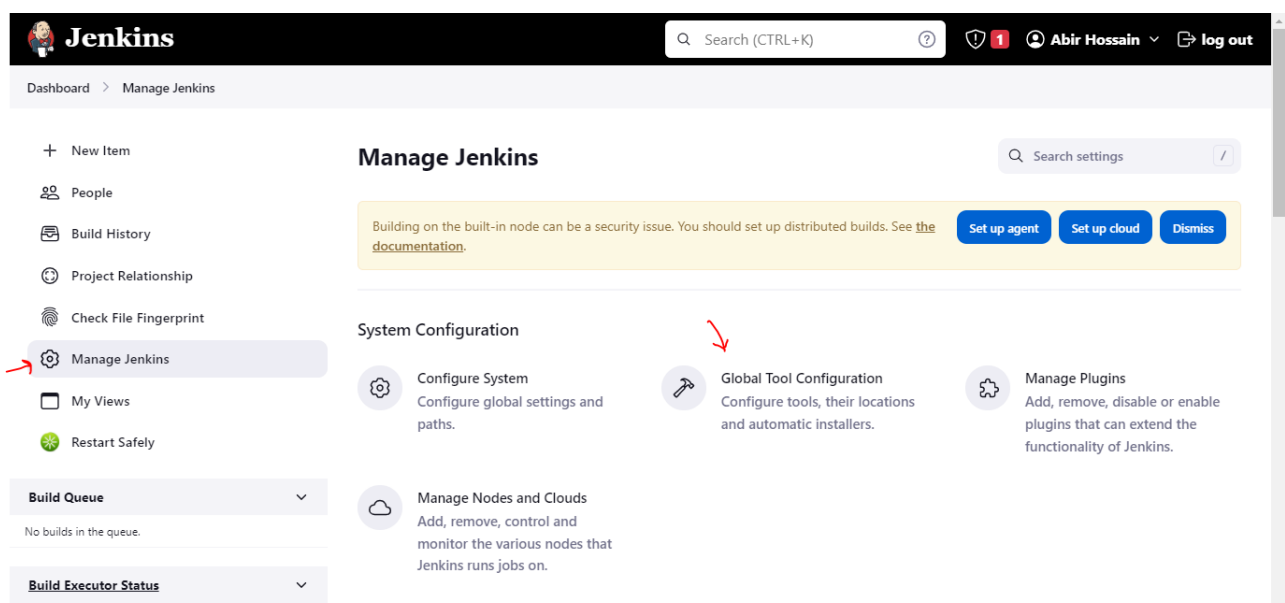 Jenkins
Search (CTRL+K)
?
1
Abir Hossain
log out
Dashboard > Manage Jenkins
New Item
People
Build History
Project Relationship
Check File Fingerprint
Manage Jenkins
My Views
Restart Safely
Build Queue
No builds in the queue.
Build Executor Status
Manage Jenkins
Search settings
/
Building on the built-in node can be a security issue. You should set up distributed builds. See the
documentation.
Set up agent
Set up cloud
Dismiss
System Configuration
Configure System
Configure global settings and
paths.
Global Tool Configuration
Configure tools, their locations
and automatic installers.
Manage Plugins
Add, remove, disable or enable
plugins that can extend the
functionality of Jenkins.
Manage Nodes and Clouds
Add, remove, control and
monitor the various nodes that
Jenkins runs jobs on.